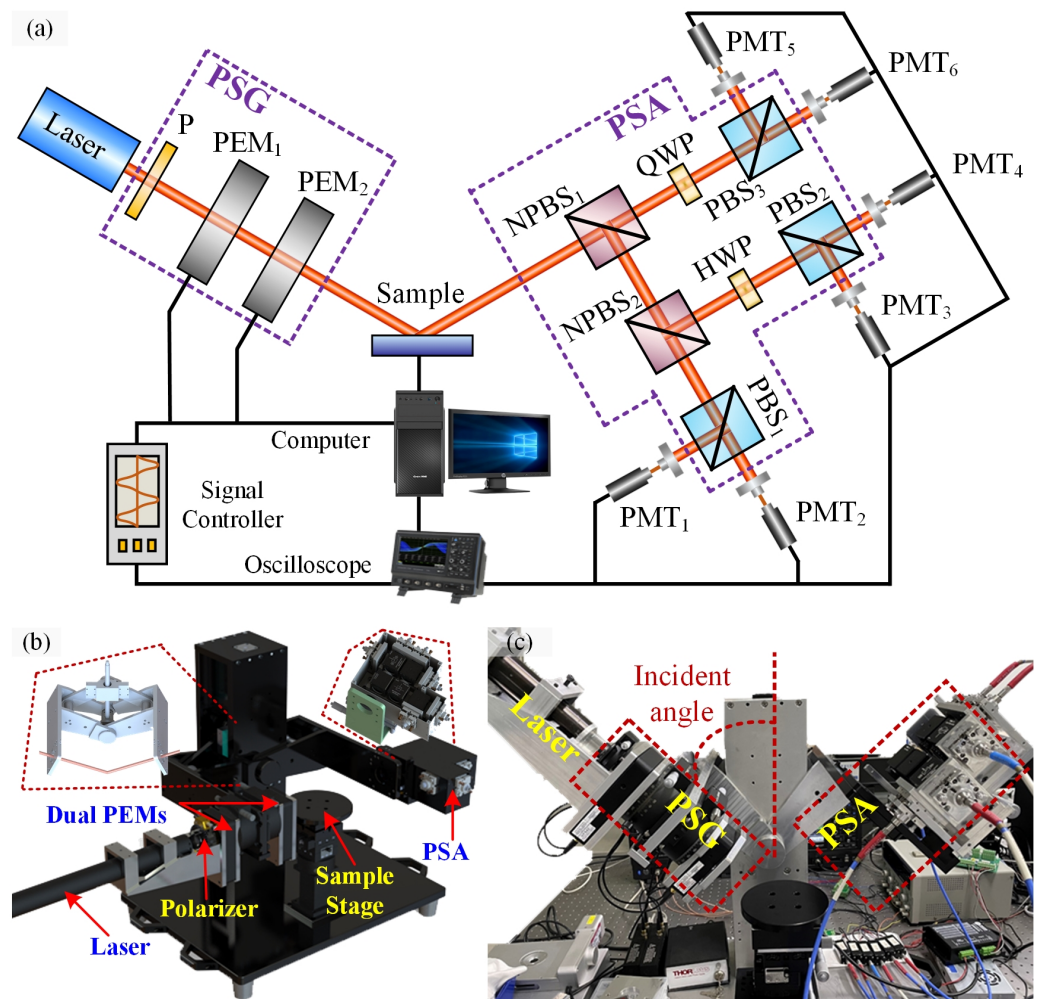 (a)
Laser
P
PSG
PEM1
PEM2
Sample
PSA
NPBS1
NPBS2
QWP
HWP
PBS3
PBS2
PBS1
PMT5
PMT6
PMT4
PMT3
PMT1
PMT2
Computer
Signal
Controller
Oscilloscope
(b)
Dual PEMs
Polarizer
Laser
Sample
Stage
PSA
(c)
Incident
angle
Laser
PSG
PSA